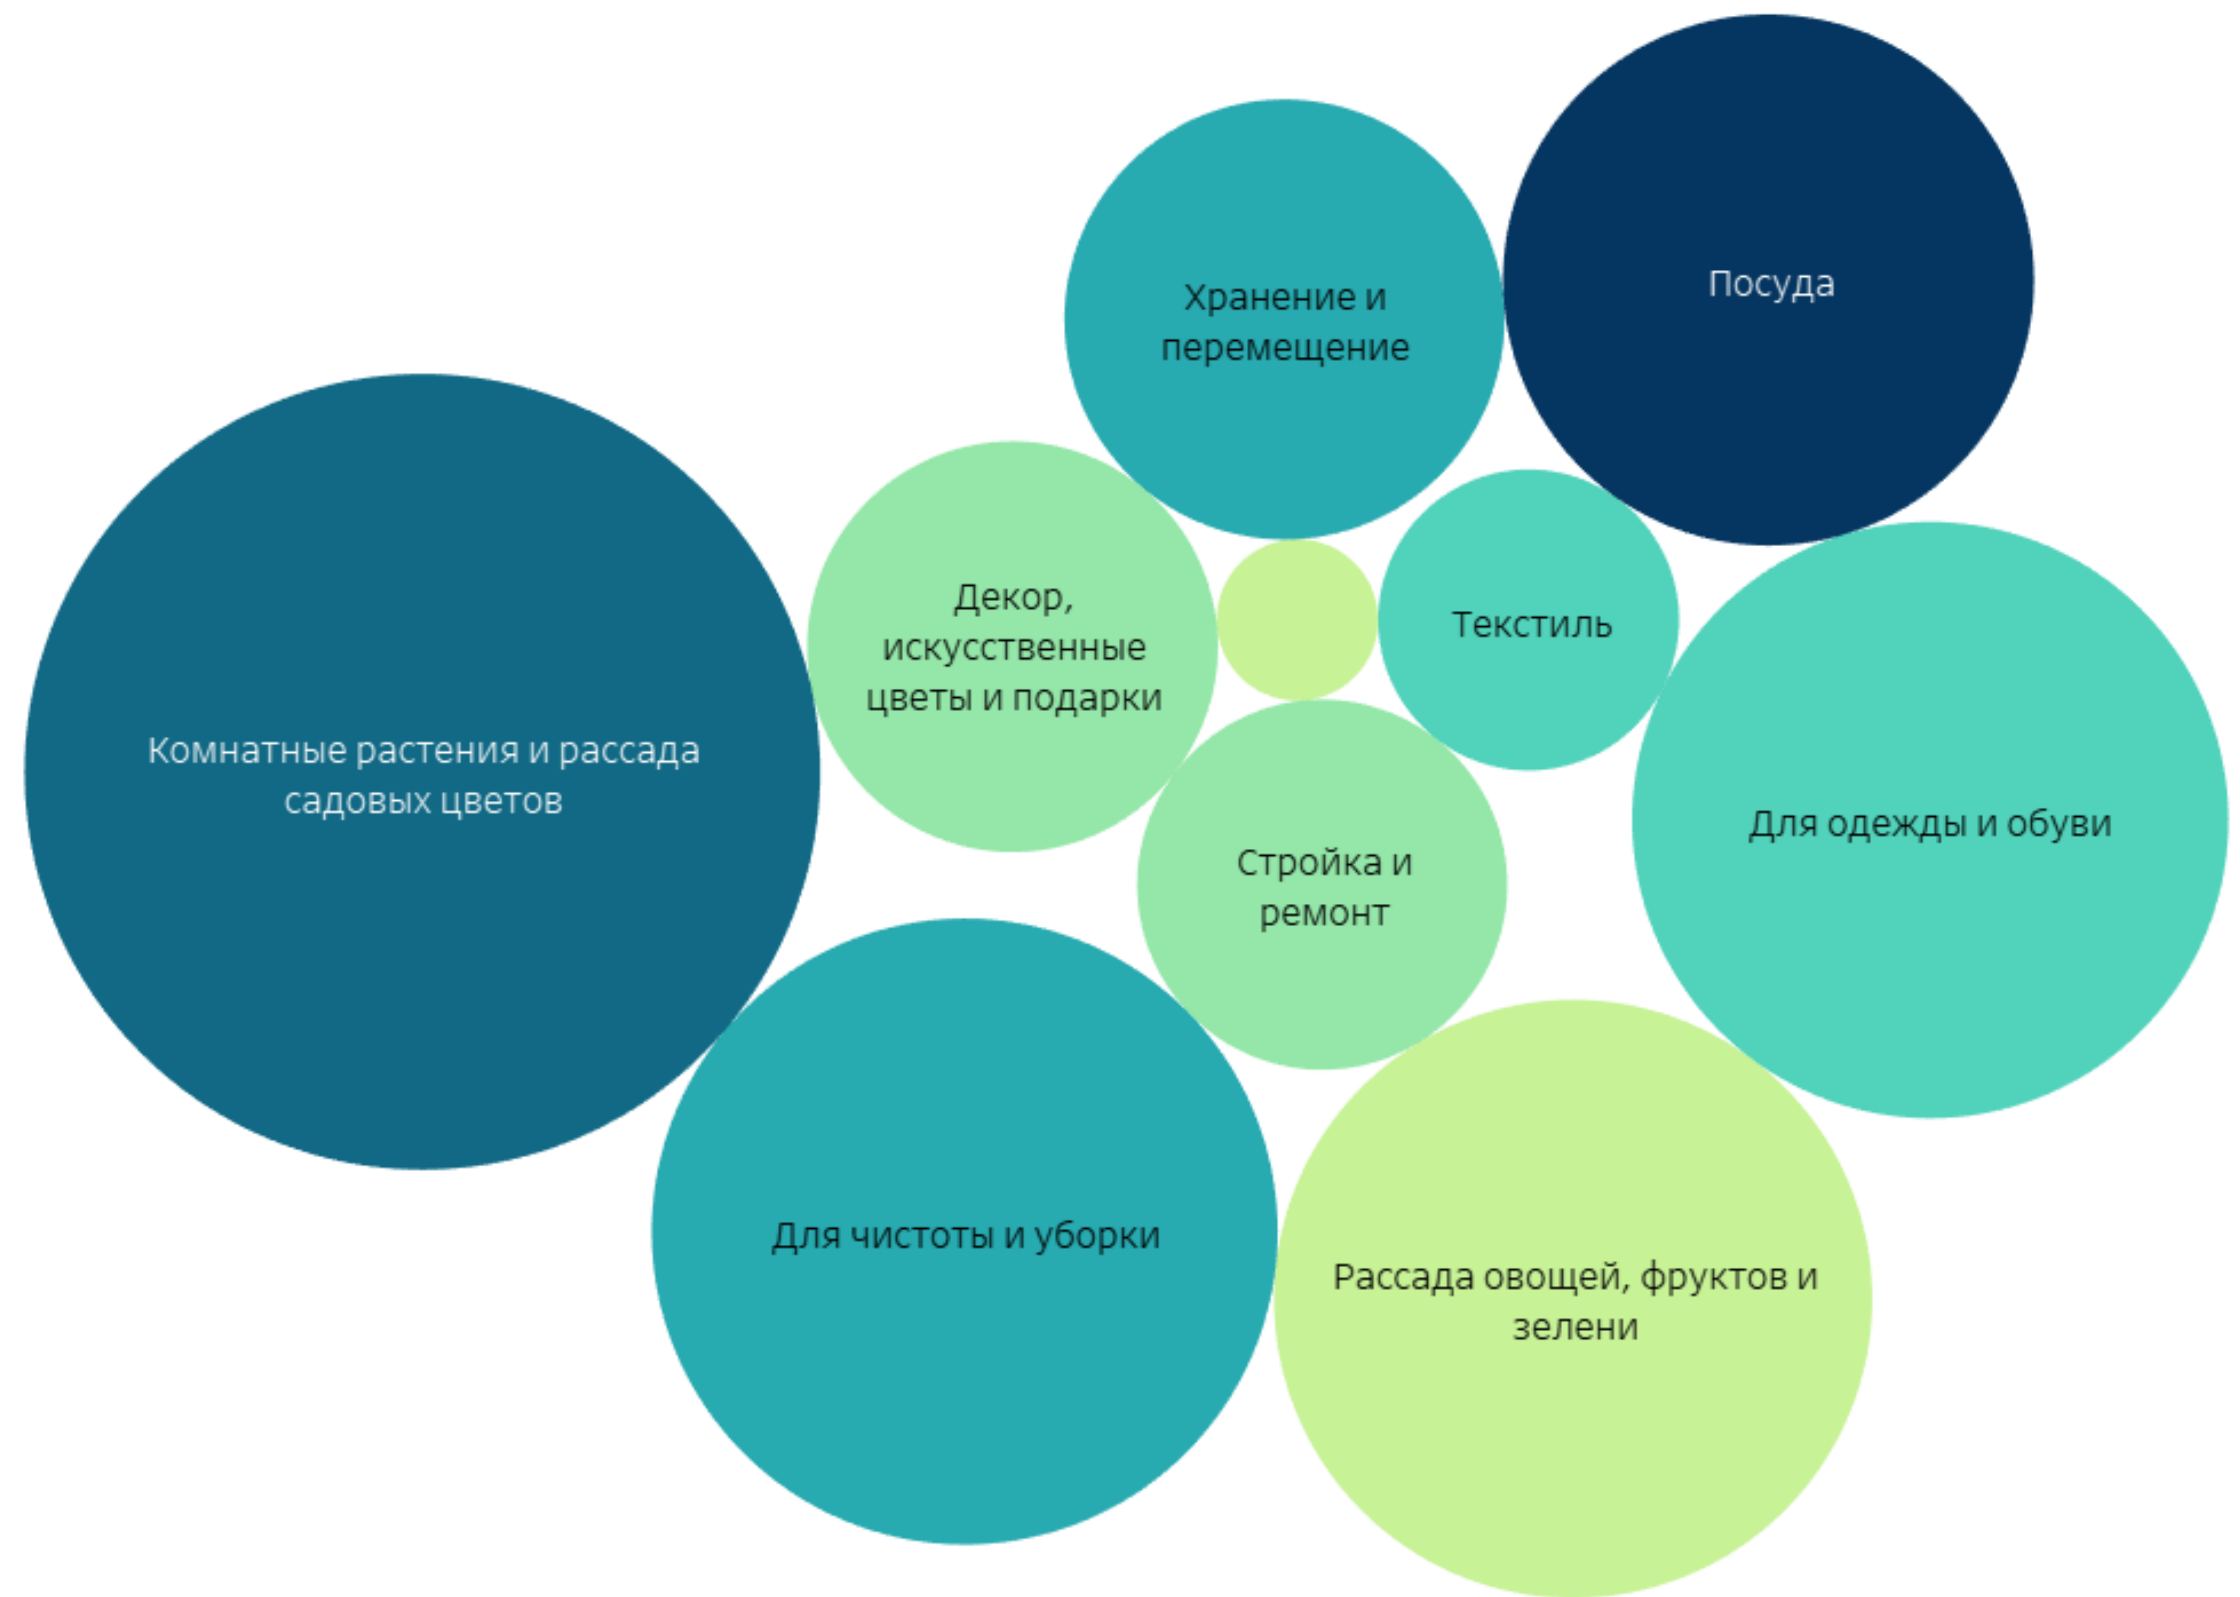 Посуда
Хранение и
перемещение
Декор,
искусственные
цветы и подарки
Текстиль
Комнатные растения и рассада
садовых цветов
Для одежды и обуви
Стройка и
ремонт
Для чистоты и уборки
Рассада овощей, фруктов и
зелени